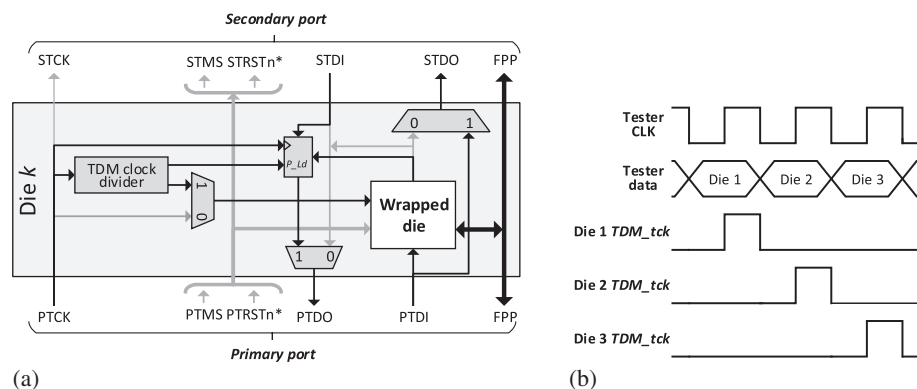 Secondary port
STCK
STMS STRSTn*
STDI
STDO
FPP
Die k
0
1
TDM clock
divider
P_Ld
1
0
Wrapped
die
1 0
PTCK
PTMS PTRSTn*
PTDO
PTDI
FPP
Primary port
(a)
Tester
CLK
Tester
data
Die 1
Die 2
Die 3
Die 1 TDM_tck
Die 2 TDM_tck
Die 3 TDM_tck
(b)